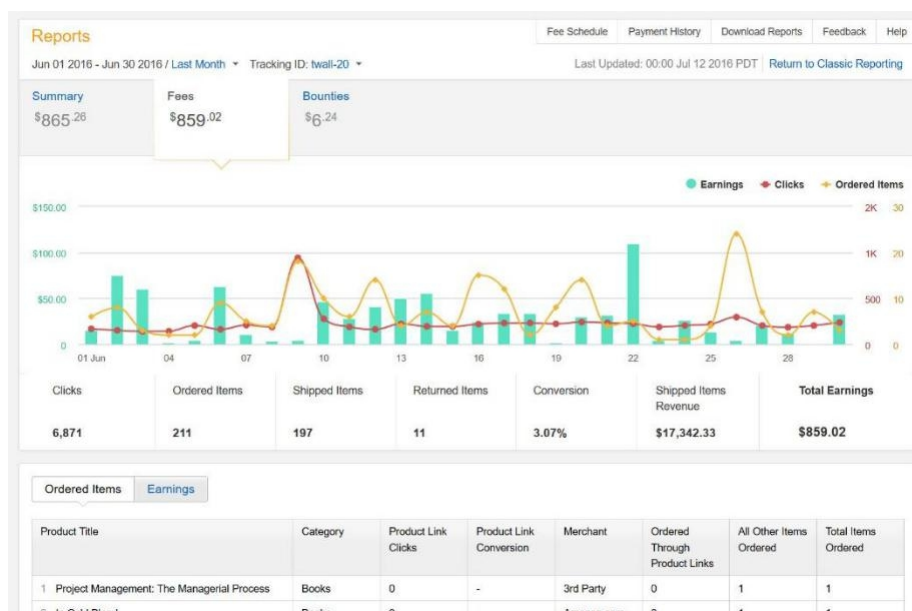 Reports
Fee Schedule Payment History Download Reports Feedback Help
Jun 01 2016 - Jun 30 2016 / Last Month Tracking ID: twall-20
Last Updated: 00:00 Jul 12 2016 PDT Return to Classic Reporting
Summary Fees Bounties
$865.26 $859.02 $6.24
Earnings Clicks Ordered Items
$150.00 2K 30
$100.00 1K 20
$50.00 500 10
0 0 0
01 Jun 04 07 10 13 16 19 22 25 28
Clicks Ordered Items Shipped Items Returned Items Conversion Shipped Items Revenue Total Earnings
6,871 211 197 11 3.07% $17,342.33 $859.02
Ordered Items Earnings
Product Title Category Product Link Clicks Product Link Conversion Merchant Ordered Through Product Links All Other Items Ordered Total Items Ordered
1 Project Management: The Managerial Process Books 0 - 3rd Party 0 1 1